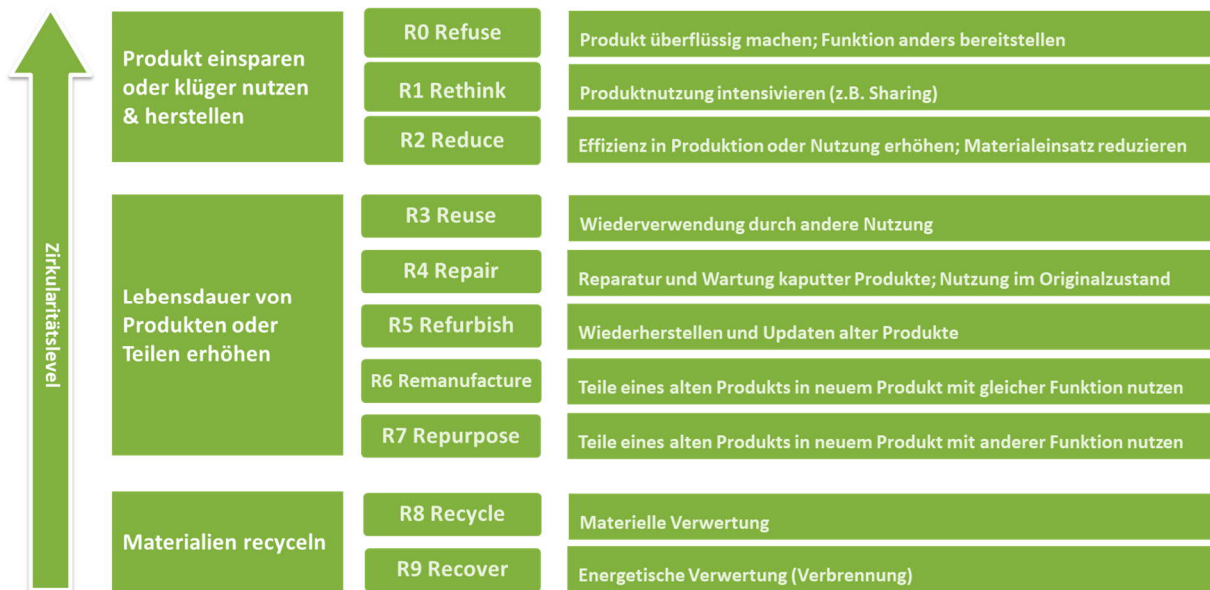 Zirkularitätslevel
Produkt einsparen
oder klüger nutzen
& herstellen
R0 Refuse
Produkt überflüssig machen; Funktion anders bereitstellen
R1 Rethink
Produktnutzung intensivieren (z.B. Sharing)
R2 Reduce
Effizienz in Produktion oder Nutzung erhöhen; Materialeinsatz reduzieren
Lebensdauer von
Produkten oder
Teilen erhöhen
R3 Reuse
Wiederverwendung durch andere Nutzung
R4 Repair
Reparatur und Wartung kaputter Produkte; Nutzung im Originalzustand
R5 Refurbish
Wiederherstellen und Updaten alter Produkte
R6 Remanufacture
Teile eines alten Produkts in neuem Produkt mit gleicher Funktion nutzen
R7 Repurpose
Teile eines alten Produkts in neuem Produkt mit anderer Funktion nutzen
Materialien recyceln
R8 Recycle
Materielle Verwertung
R9 Recover
Energetische Verwertung (Verbrennung)